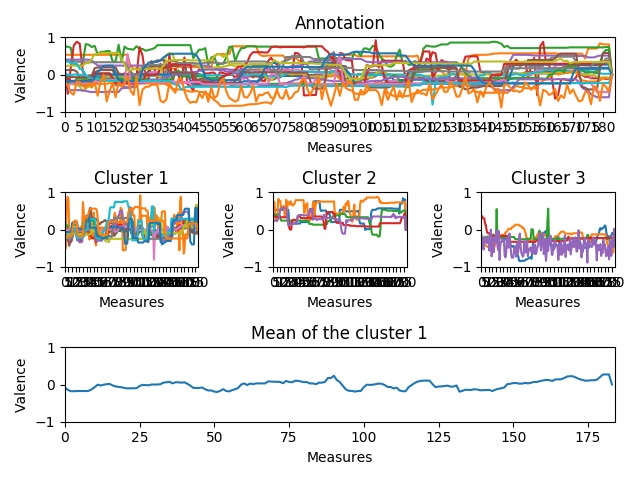 Annotation
Valence
1
0
−1
0 5 10 15 20 25 30 35 40 45 50 55 60 65 70 75 80 85 90 95 100 105 110 115 120 125 130 135 140 145 150 155 160 165 170 175 180
Measures
Cluster 1 Cluster 2 Cluster 3
Valence Valence Valence
1 1 1
0 0 0
−1 −1 −1
Measures Measures Measures
Mean of the cluster 1
Valence
1
0
−1
0 25 50 75 100 125 150 175
Measures